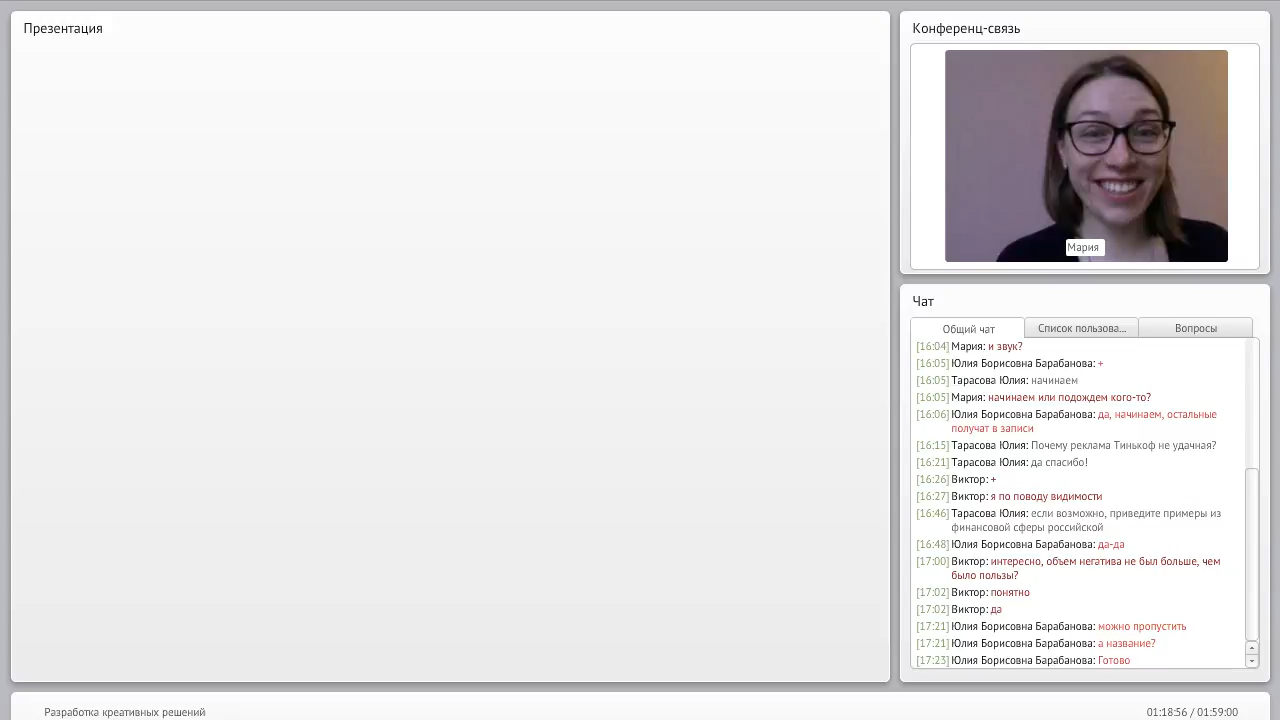 Презентация
Конференц-связь
Мария
Чат
Общий чат
Список пользова...
Вопросы
[16:04] Мария: и звук?
[16:05] Юлия Борисовна Барабанова: +
[16:05] Тарасова Юлия: начинаем
[16:05] Мария: начинаем или подождем кого-то?
[16:06] Юлия Борисовна Барабанова: да, начинаем, остальные
получат в записи
[16:15] Тарасова Юлия: Почему реклама Тинькоф не удачная?
[16:21] Тарасова Юлия: да спасибо!
[16:26] Виктор: +
[16:27] Виктор: я по поводу видимости
[16:46] Тарасова Юлия: если возможно, приведите примеры из
финансовой сферы российской
[16:48] Юлия Борисовна Барабанова: да-да
[17:00] Виктор: интересно, объем негатива не был больше, чем
было пользы?
[17:02] Виктор: понятно
[17:02] Виктор: да
[17:21] Юлия Борисовна Барабанова: можно пропустить
[17:21] Юлия Борисовна Барабанова: а название?
[17:23] Юлия Борисовна Барабанова: Готово
Разработка креативных решений
01:18:56 / 01:59:00